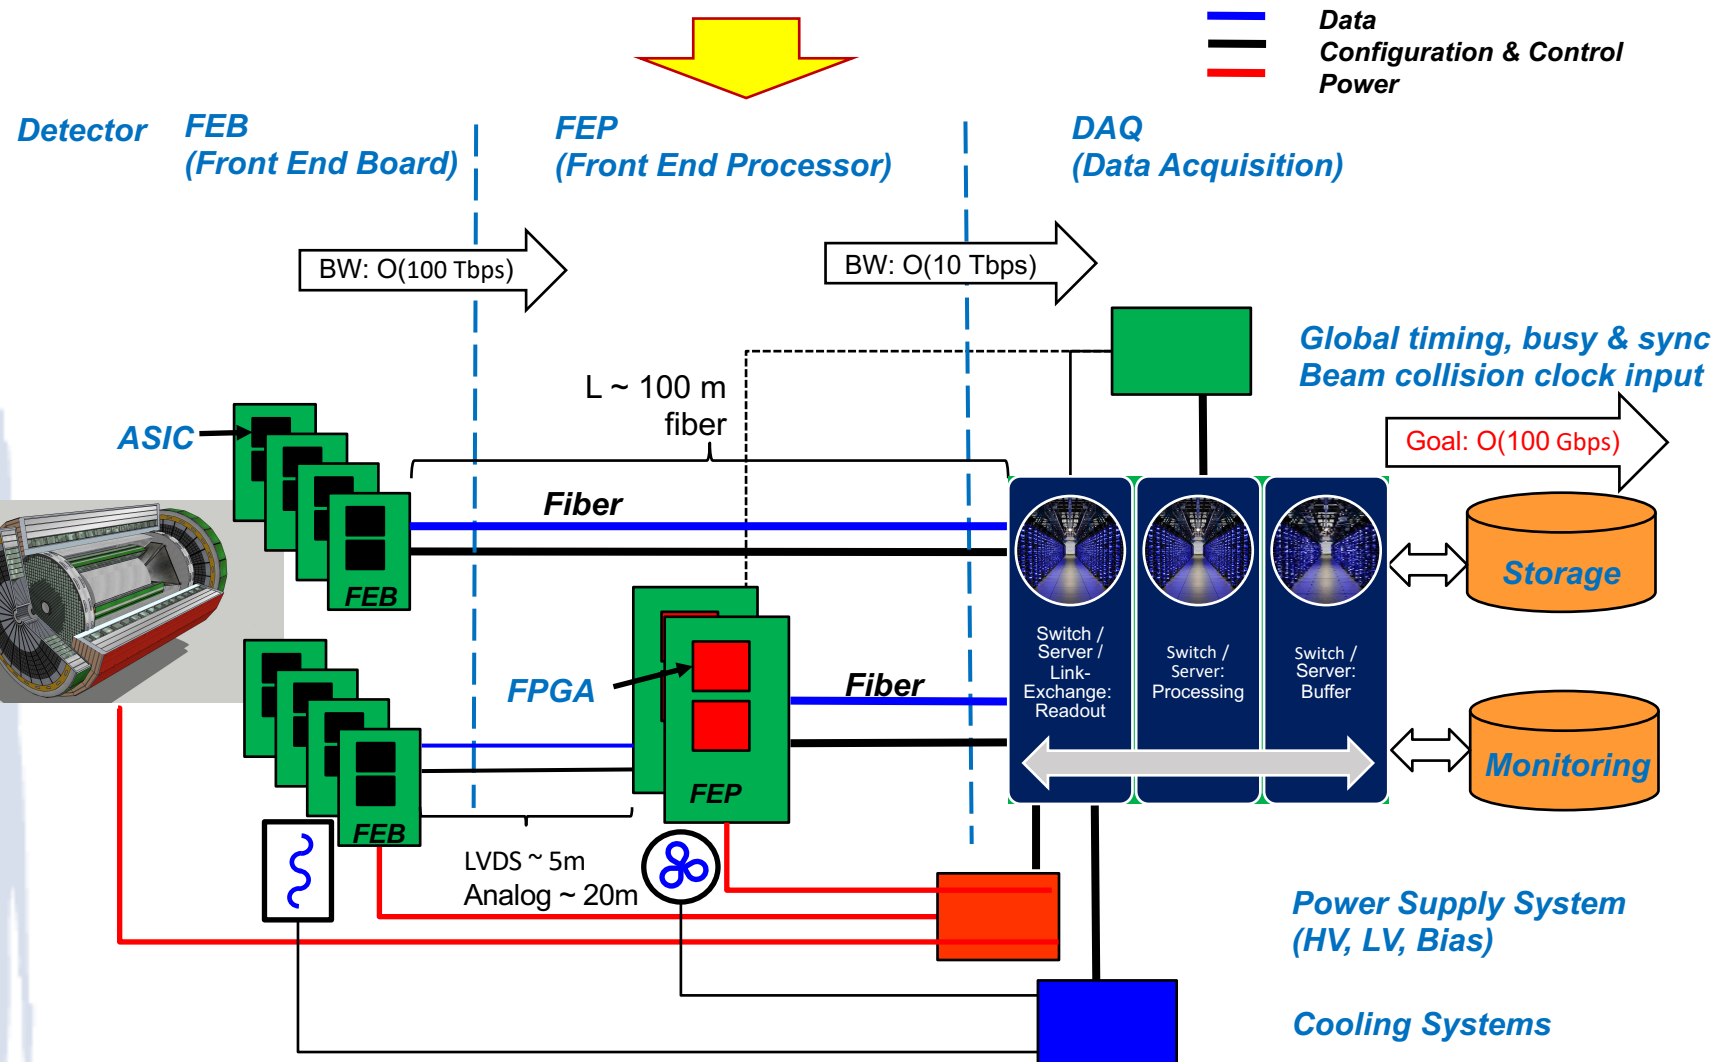 Data
Configuration & Control
Power
Detector
FEB
(Front End Board)
FEP
(Front End Processor)
DAQ
(Data Acquisition)
BW: O(100 Tbps)
BW: O(10 Tbps)
Global timing, busy & sync
Beam collision clock input
L ~ 100 m
fiber
Goal: O(100 Gbps)
ASIC
Fiber
FEB
Storage
Switch /
Server /
Link-
Exchange:
Readout
Switch /
Server:
Processing
Switch /
Server:
Buffer
FPGA
Fiber
FEP
Monitoring
FEB
LVDS ~ 5m
Analog ~ 20m
Power Supply System
(HV, LV, Bias)
Cooling Systems